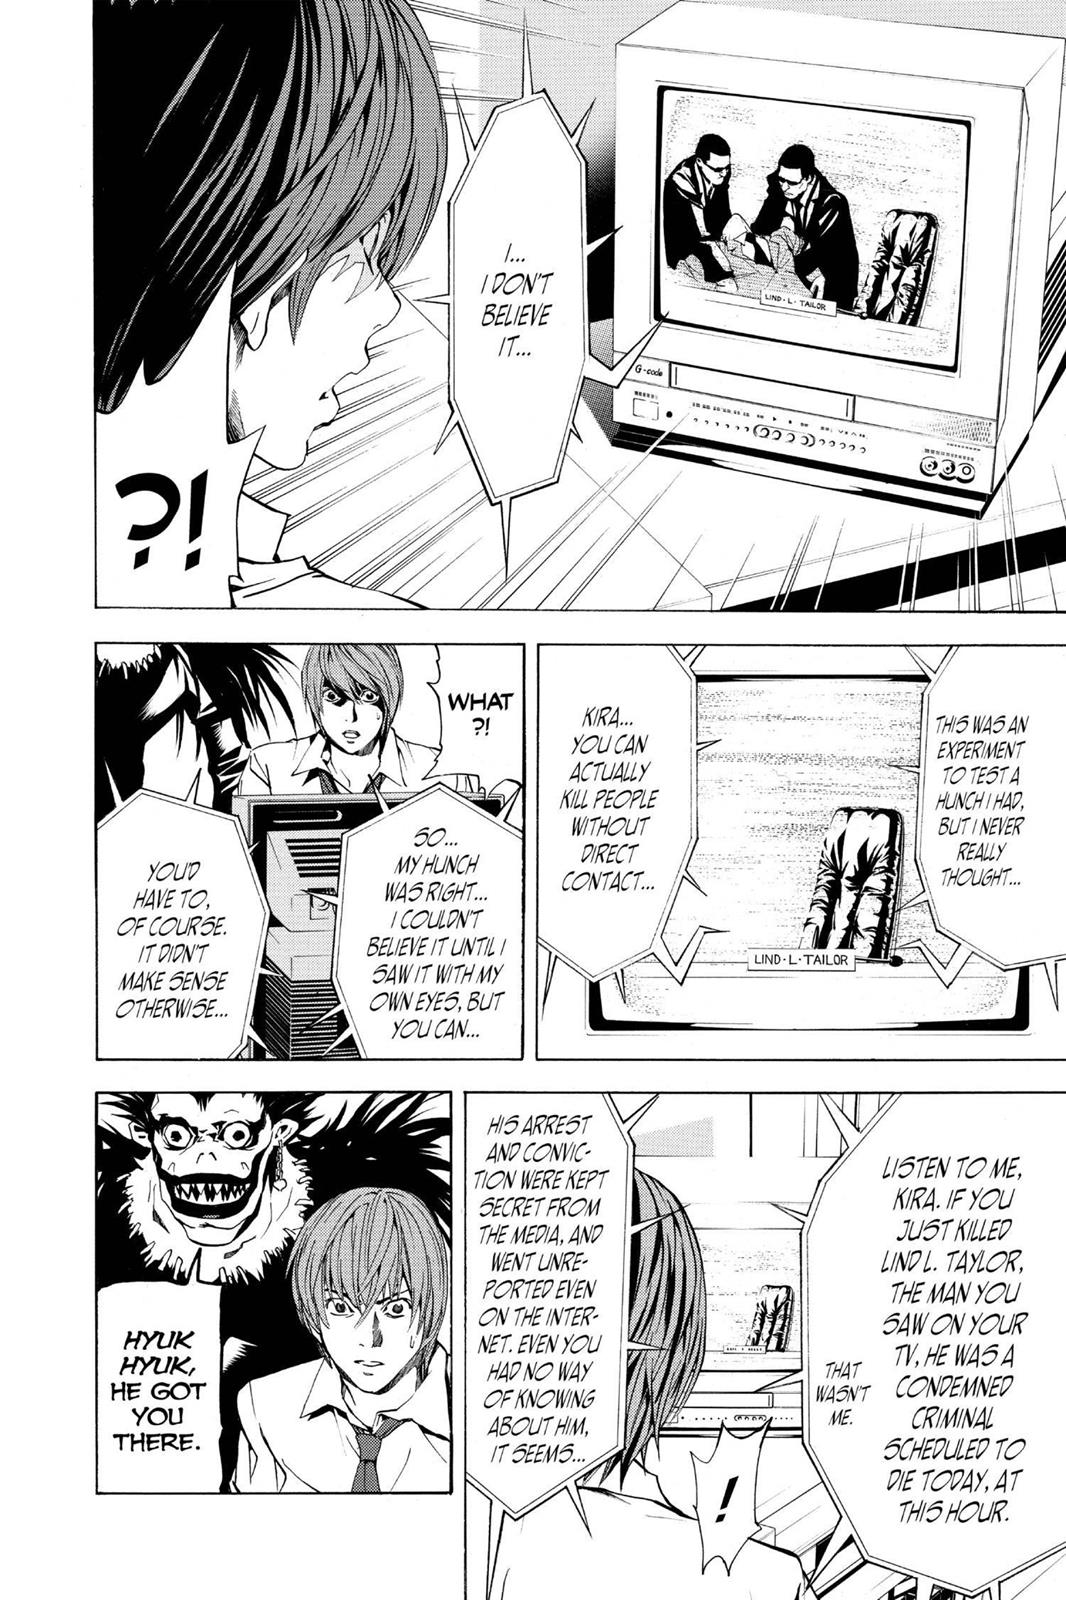 I...
I DON'T
BELIEVE
IT...
LIND・L・TAILOR
G-code
?!
THIS WAS AN
EXPERIMENT
TO TEST A
HUNCH I HAD,
BUT I NEVER
REALLY
THOUGHT...
KIRA...
YOU CAN
ACTUALLY
KILL PEOPLE
WITHOUT
DIRECT
CONTACT...
LIND・L・TAILOR
WHAT
?!
SO...
MY HUNCH
WAS RIGHT...
I COULDN'T
BELIEVE IT UNTIL I
SAW IT WITH MY
OWN EYES, BUT
YOU CAN...
YOU'D
HAVE TO,
OF COURSE.
IT DIDN'T
MAKE SENSE
OTHERWISE...
LISTEN TO ME,
KIRA. IF YOU
JUST KILLED
LIND L. TAYLOR,
THE MAN YOU
SAW ON YOUR
TV, HE WAS A
CONDEMNED
CRIMINAL
SCHEDULED TO
DIE TODAY, AT
THIS HOUR.
THAT
WASN'T
ME.
!
HIS ARREST
AND CONVIC-
TION WERE KEPT
SECRET FROM
THE MEDIA, AND
WENT UNRE-
PORTED EVEN
ON THE INTER-
NET. EVEN YOU
HAD NO WAY
OF KNOWING
ABOUT HIM,
IT SEEMS...
HYUK
HYUK,
HE GOT
YOU
THERE.